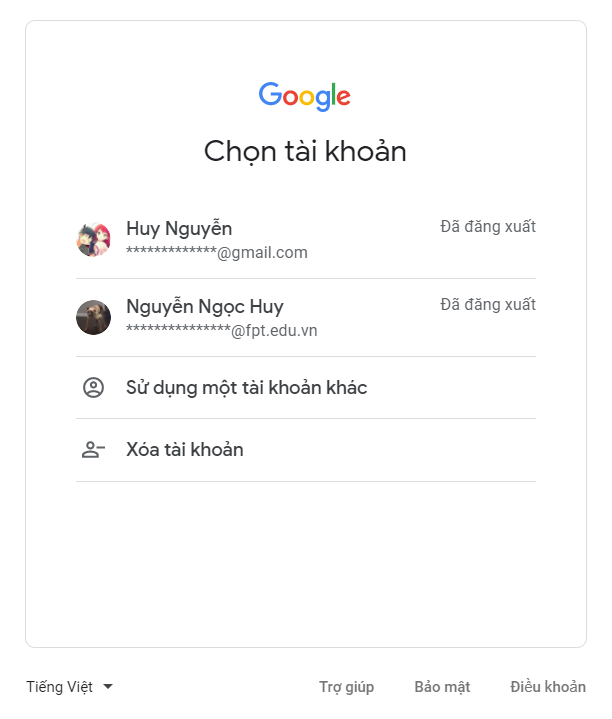 Google
Chọn tài khoản
Huy Nguyễn
Đã đăng xuất
*************@gmail.com
Nguyễn Ngọc Huy
Đã đăng xuất
***************@fpt.edu.vn
Sử dụng một tài khoản khác
Xóa tài khoản
Tiếng Việt
Trợ giúp
Bảo mật
Điều khoản